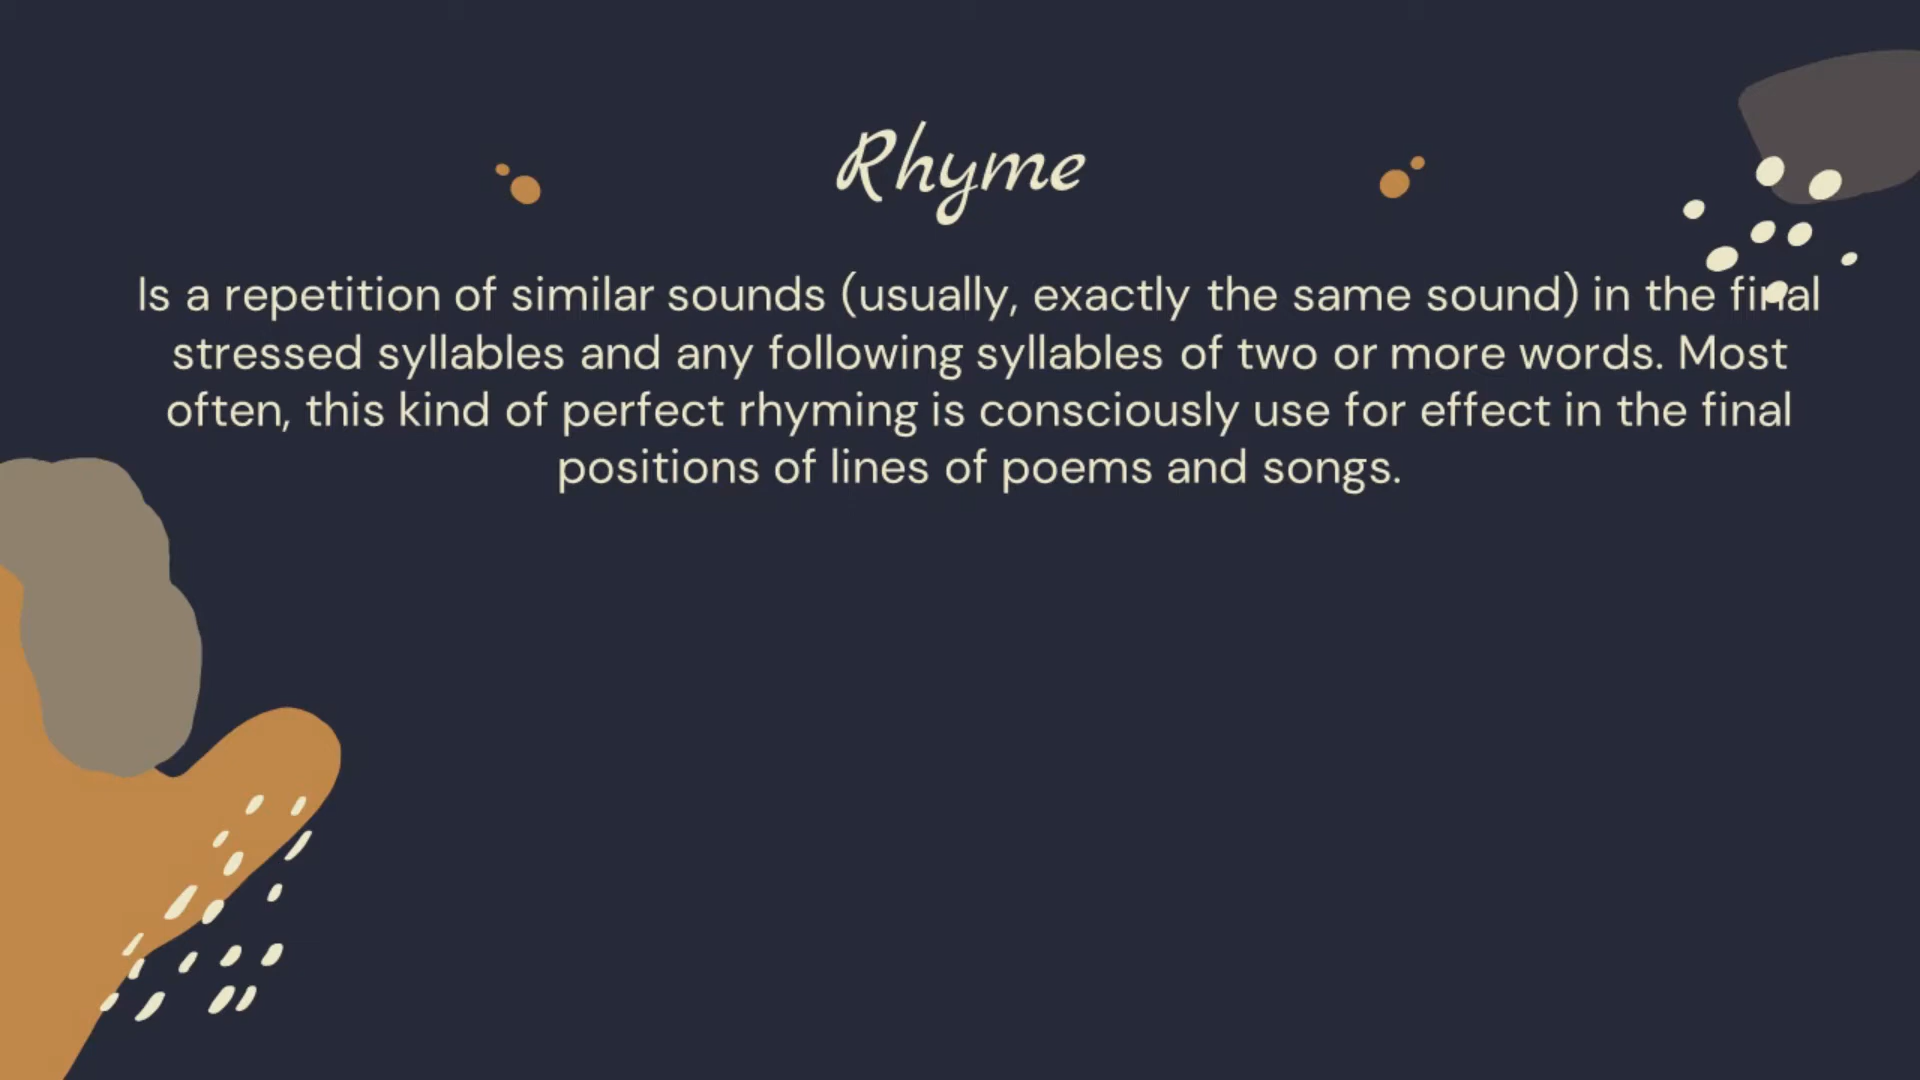 Rhyme
Is a repetition of similar sounds (usually, exactly the same sound) in the final
stressed syllables and any following syllables of two or more words. Most
often, this kind of perfect rhyming is consciously use for effect in the final
positions of lines of poems and songs.